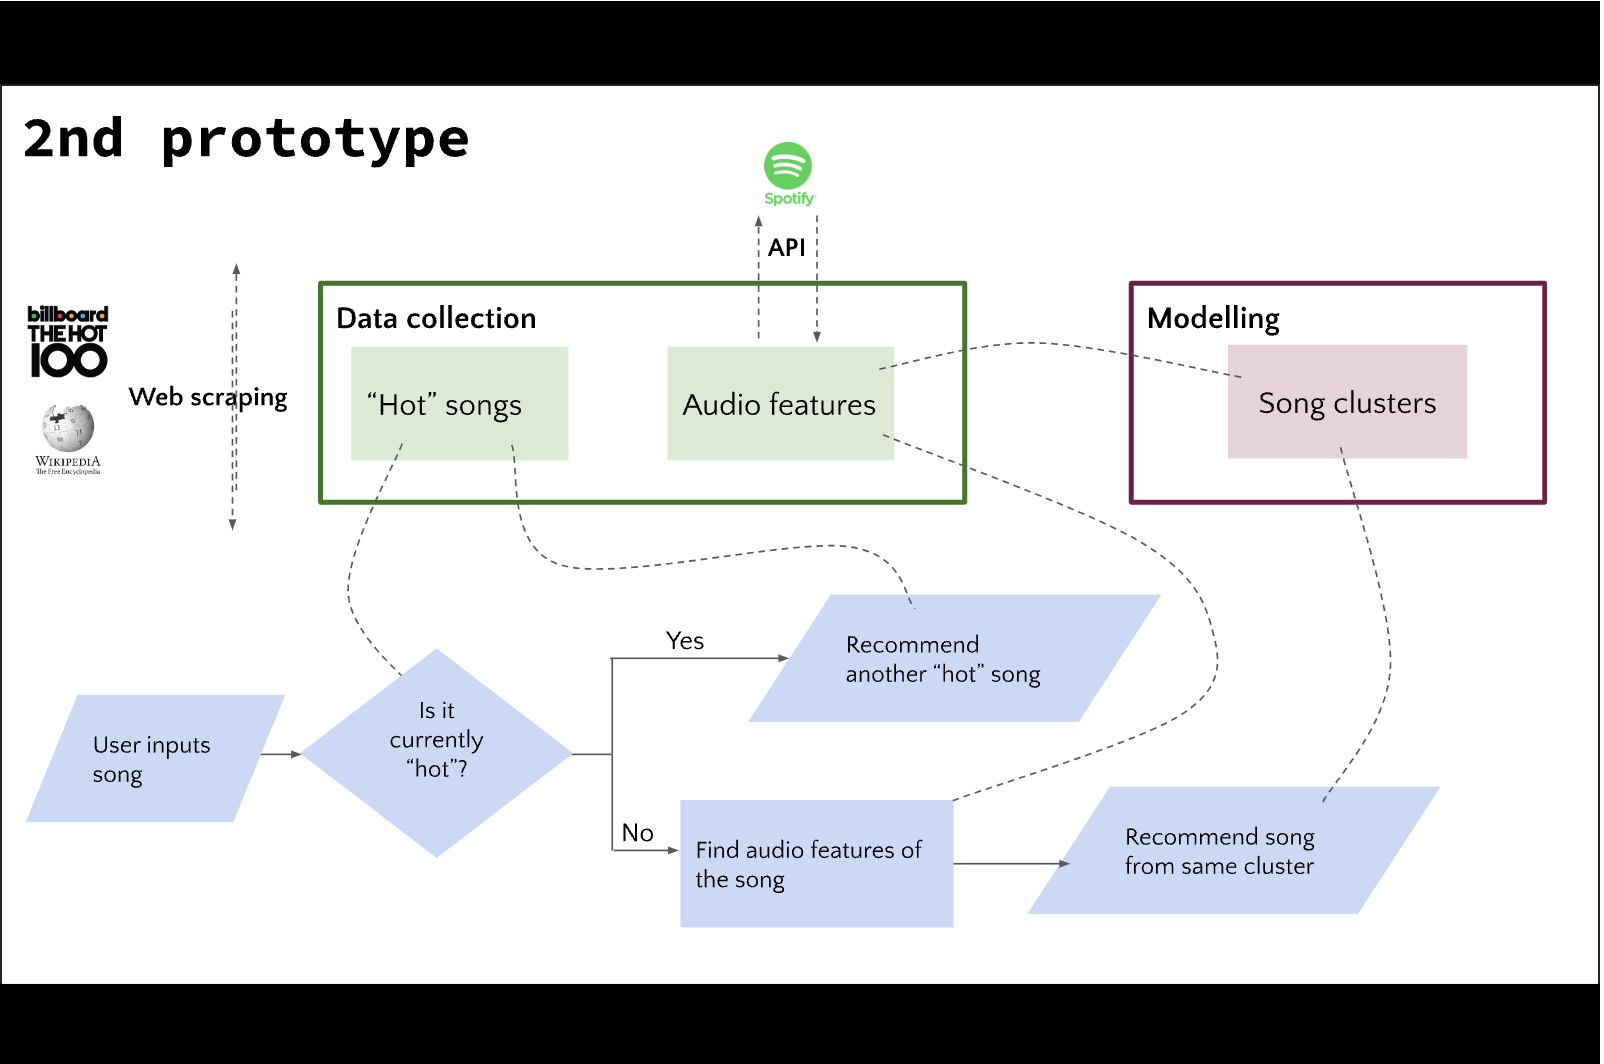 2nd prototype
Spotify
API
billboard
THE HOT
100
Web scraping
WIKIPEDIA
The Free Encyclopedia
Data collection
“Hot” songs
Audio features
Modelling
Song clusters
User inputs
song
Is it
currently
“hot”?
Yes
Recommend
another “hot” song
No
Find audio features of
the song
Recommend song
from same cluster